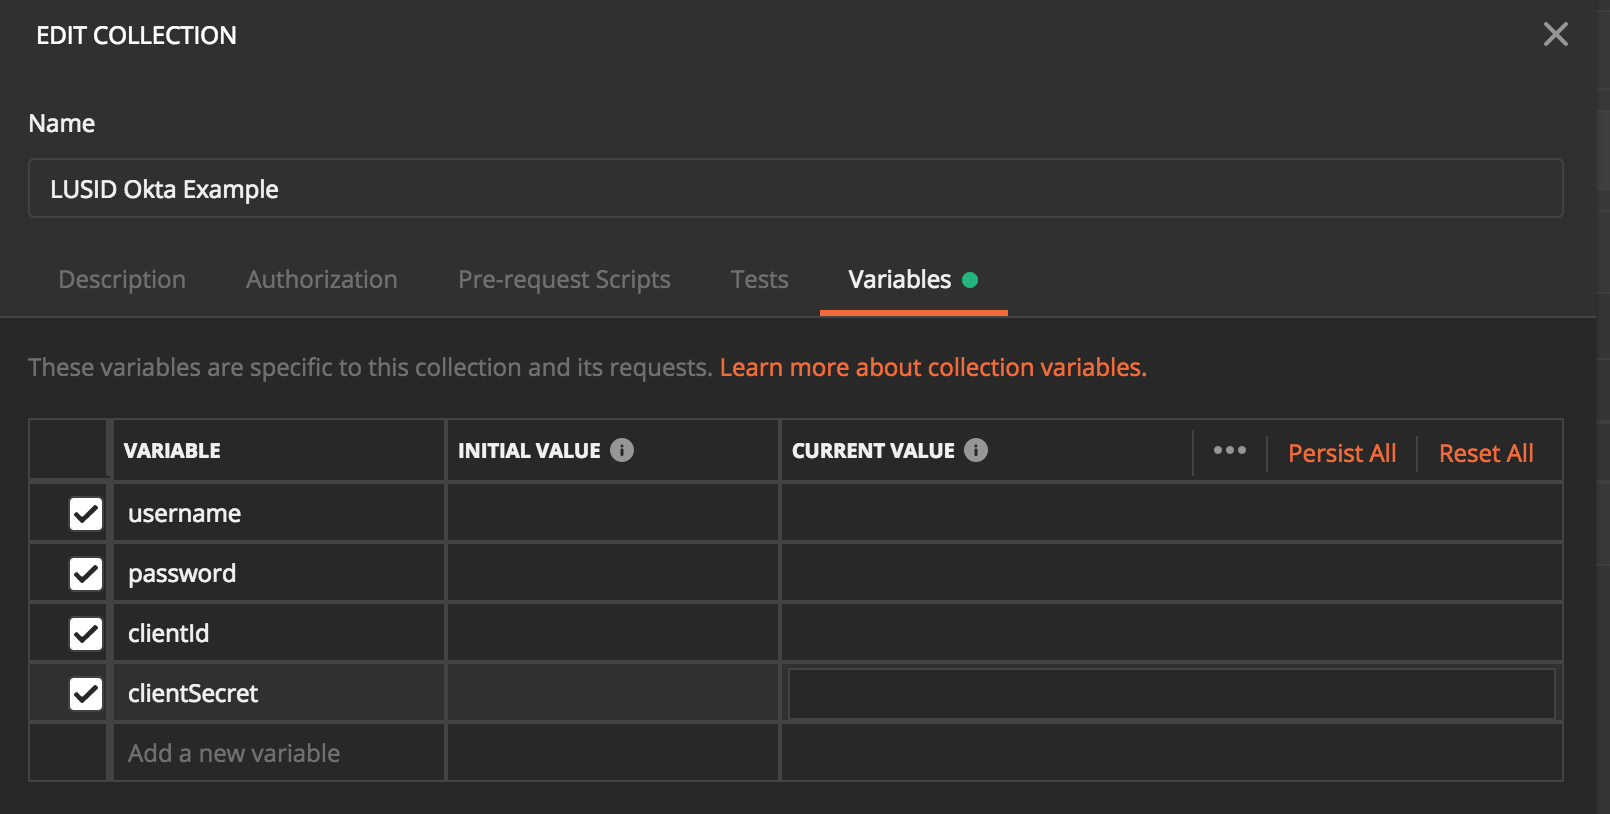 EDIT COLLECTION
Name
LUSID Okta Example
Description Authorization Pre-request Scripts Tests Variables
These variables are specific to this collection and its requests. Learn more about collection variables.
VARIABLE INITIAL VALUE i CURRENT VALUE i ••• Persist All Reset All
username
password
clientId
clientSecret
Add a new variable